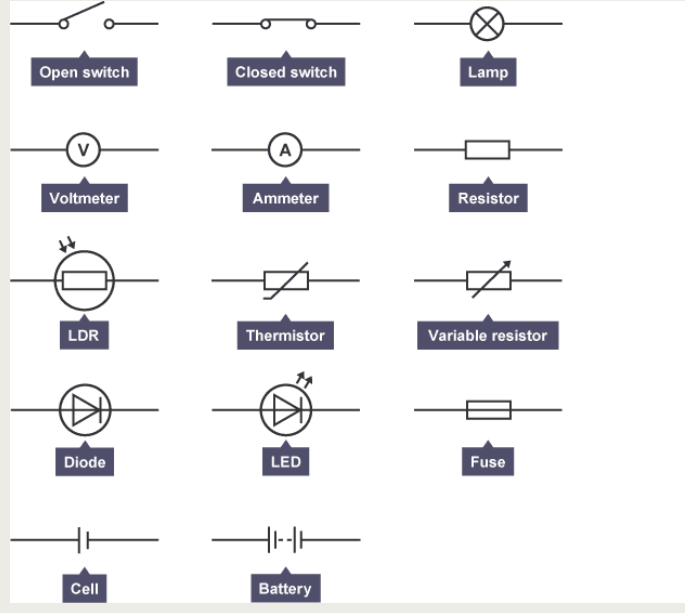 Open switch
Closed switch
Lamp
V
A
Voltmeter
Ammeter
Resistor
LDR
Thermistor
Variable resistor
Diode
LED
Fuse
Cell
Battery